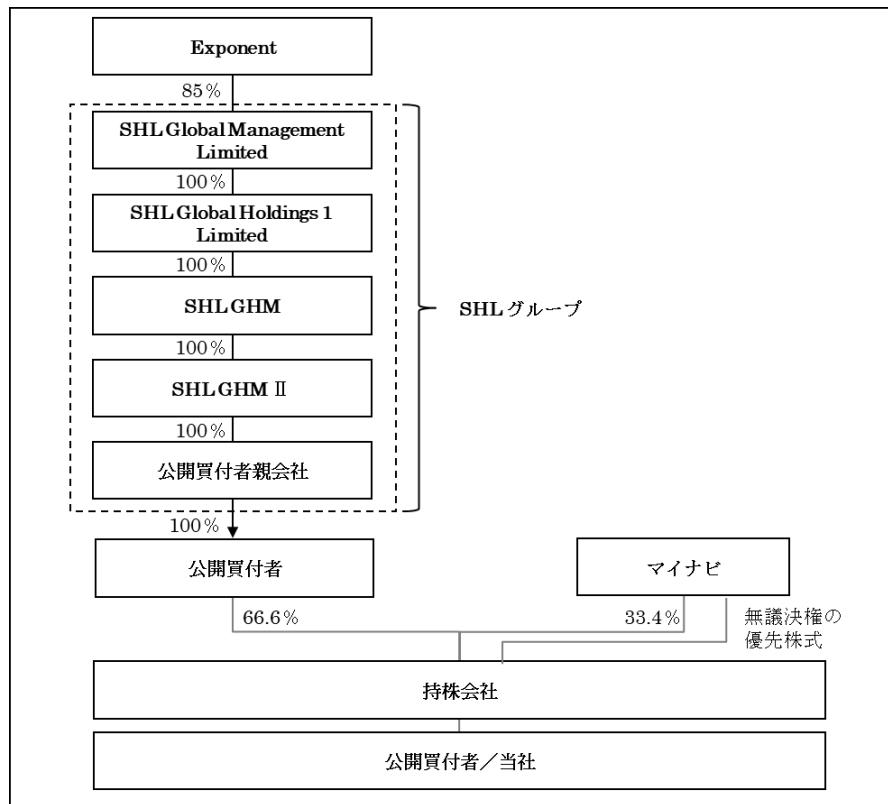 Exponent
85%
SHL Global Management
Limited
100%
SHL Global Holdings 1
Limited
100%
SHL GHM
100%
SHL GHM Ⅱ
100%
公開買付者親会社
SHLグループ
100%
公開買付者
マイナビ
66.6%
33.4%
無議決権の
優先株式
持株会社
公開買付者／当社